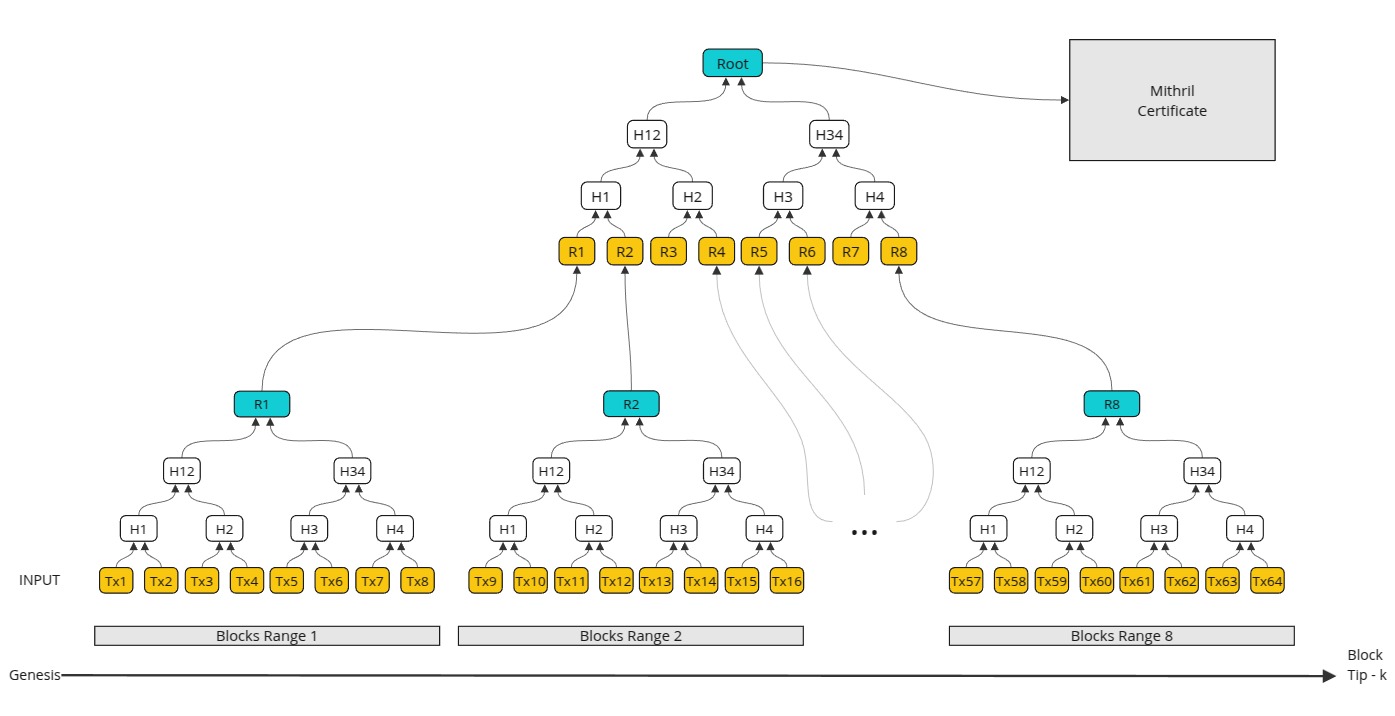 Root
Mithril
Certificate
H12 H34
H1 H2 H3 H4
R1 R2 R3 R4 R5 R6 R7 R8
R1 R2 R8
H12 H34 H12 H34 H12 H34
H1 H2 H3 H4 H1 H2 H3 H4 ... H1 H2 H3 H4
INPUT Tx1 Tx2 Tx3 Tx4 Tx5 Tx6 Tx7 Tx8 Tx9 Tx10 Tx11 Tx12 Tx13 Tx14 Tx15 Tx16 Tx57 Tx58 Tx59 Tx60 Tx61 Tx62 Tx63 Tx64
Blocks Range 1 Blocks Range 2 Blocks Range 8
Block
Genesis Tip - k